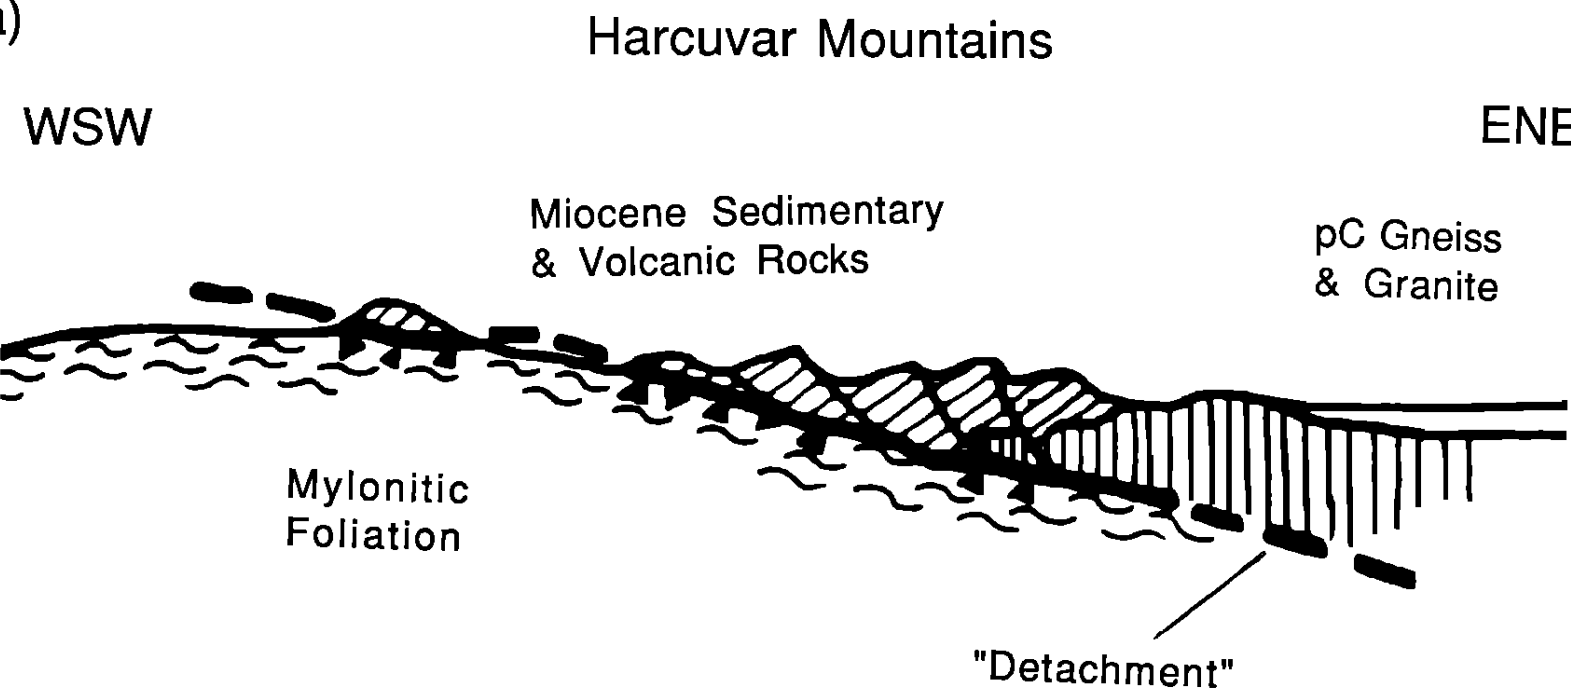 a)
Harcuvar Mountains
WSW
ENE
Miocene Sedimentary
& Volcanic Rocks
pC Gneiss
& Granite
Mylonitic
Foliation
"Detachment"